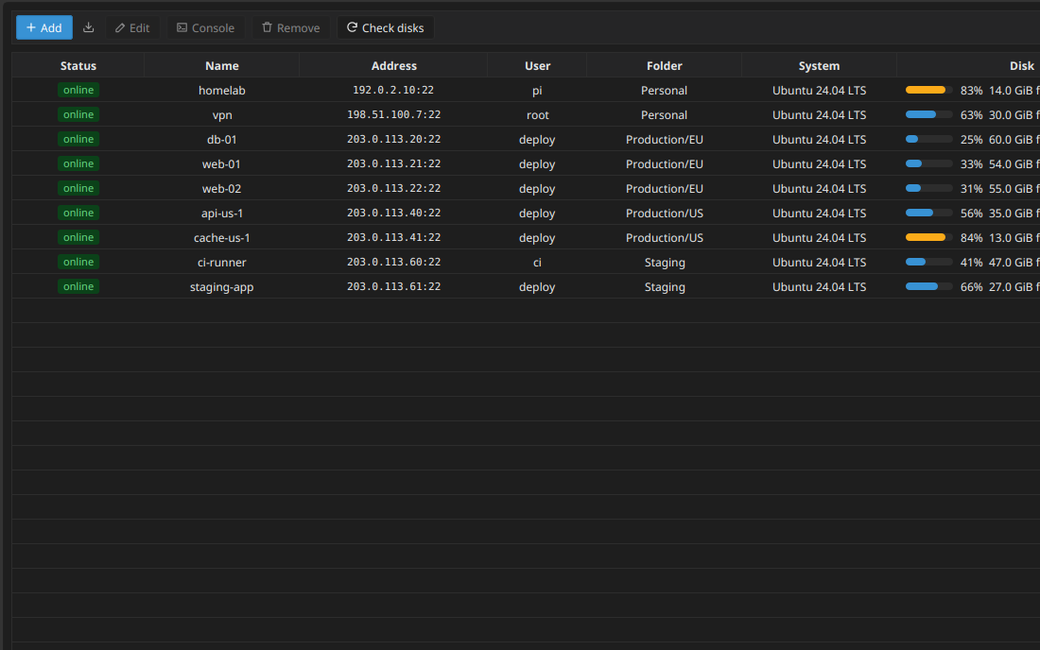 + Add Edit Console Remove Check disks
Status Name Address User Folder System Disk
online homelab 192.0.2.10:22 pi Personal Ubuntu 24.04 LTS 83% 14.0 GiB f
online vpn 198.51.100.7:22 root Personal Ubuntu 24.04 LTS 63% 30.0 GiB f
online db-01 203.0.113.20:22 deploy Production/EU Ubuntu 24.04 LTS 25% 60.0 GiB f
online web-01 203.0.113.21:22 deploy Production/EU Ubuntu 24.04 LTS 33% 54.0 GiB f
online web-02 203.0.113.22:22 deploy Production/EU Ubuntu 24.04 LTS 31% 55.0 GiB f
online api-us-1 203.0.113.40:22 deploy Production/US Ubuntu 24.04 LTS 56% 35.0 GiB f
online cache-us-1 203.0.113.41:22 deploy Production/US Ubuntu 24.04 LTS 84% 13.0 GiB f
online ci-runner 203.0.113.60:22 ci Staging Ubuntu 24.04 LTS 41% 47.0 GiB f
online staging-app 203.0.113.61:22 deploy Staging Ubuntu 24.04 LTS 66% 27.0 GiB f